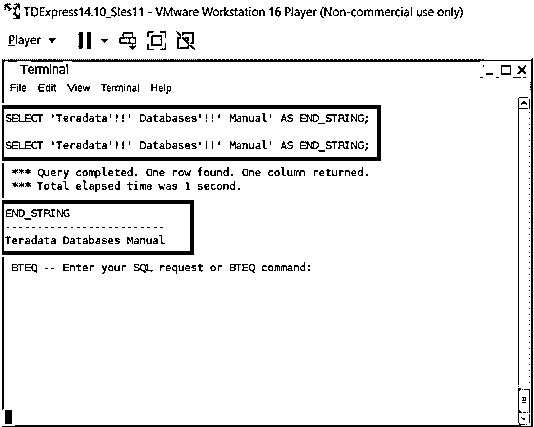 TDExpress14.10_Sles11 - VMware Workstation 16 Player (Non-commercial use only)
Player
Terminal
File Edit View Terminal Help
SELECT 'Teradata'!!' Databases'!!' Manual' AS END_STRING;
SELECT 'Teradata'!!' Databases'!!' Manual' AS END_STRING;
*** Query completed. One row found. One column returned.
*** Total elapsed time was 1 second.
END_STRING
-------------------------
Teradata Databases Manual
BTEQ -- Enter your SQL request or BTEQ command: